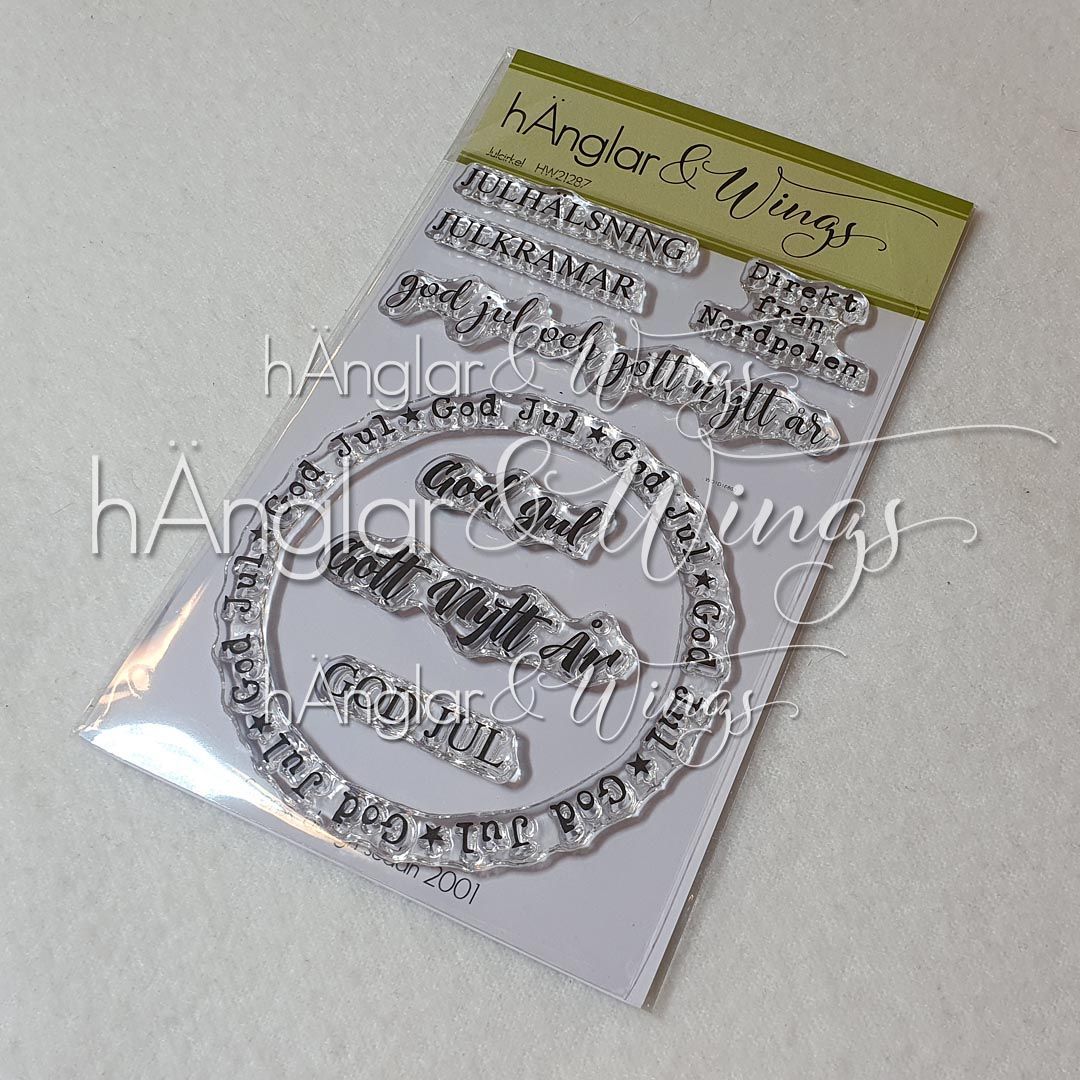 hÄnglar & Wings
Julcirkel HW21287
JULHÄLSNING
JULKRAMAR
Direkt
från
Nordpolen
god jul och gott nytt år
hÄnglar & Wings
God Jul ★ God Jul ★ God Jul ★ God Jul ★ God Jul ★ God Jul ★ God Jul ★ God Jul
God Jul
hÄnglar & Wings
Gott Nytt År
GOD JUL
hÄnglar & Wings
sedan 2001